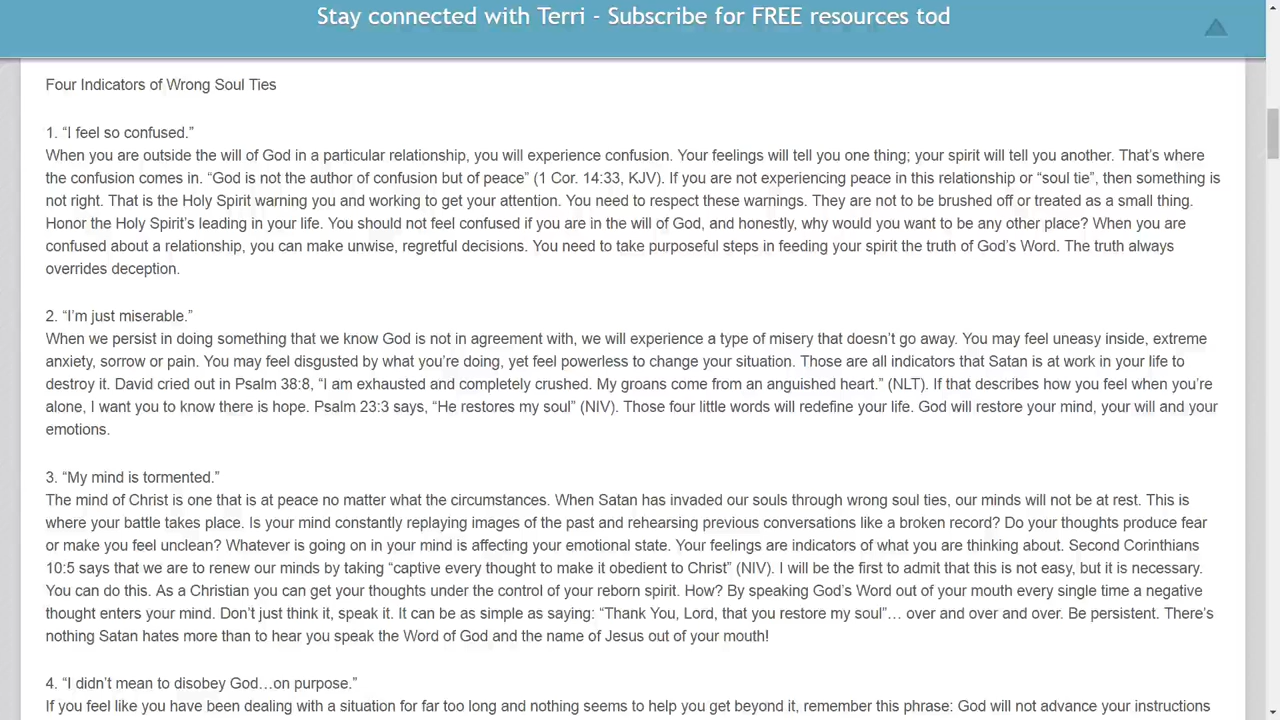 Stay connected with Terri - Subscribe for FREE resources tod
Four Indicators of Wrong Soul Ties
1. “I feel so confused.”
When you are outside the will of God in a particular relationship, you will experience confusion. Your feelings will tell you one thing; your spirit will tell you another. That’s where
the confusion comes in. “God is not the author of confusion but of peace” (1 Cor. 14:33, KJV). If you are not experiencing peace in this relationship or “soul tie”, then something is
not right. That is the Holy Spirit warning you and working to get your attention. You need to respect these warnings. They are not to be brushed off or treated as a small thing.
Honor the Holy Spirit’s leading in your life. You should not feel confused if you are in the will of God, and honestly, why would you want to be any other place? When you are
confused about a relationship, you can make unwise, regretful decisions. You need to take purposeful steps in feeding your spirit the truth of God’s Word. The truth always
overrides deception.
2. “I’m just miserable.”
When we persist in doing something that we know God is not in agreement with, we will experience a type of misery that doesn’t go away. You may feel uneasy inside, extreme
anxiety, sorrow or pain. You may feel disgusted by what you’re doing, yet feel powerless to change your situation. Those are all indicators that Satan is at work in your life to
destroy it. David cried out in Psalm 38:8, “I am exhausted and completely crushed. My groans come from an anguished heart.” (NLT). If that describes how you feel when you’re
alone, I want you to know there is hope. Psalm 23:3 says, “He restores my soul” (NIV). Those four little words will redefine your life. God will restore your mind, your will and your
emotions.
3. “My mind is tormented.”
The mind of Christ is one that is at peace no matter what the circumstances. When Satan has invaded our souls through wrong soul ties, our minds will not be at rest. This is
where your battle takes place. Is your mind constantly replaying images of the past and rehearsing previous conversations like a broken record? Do your thoughts produce fear
or make you feel unclean? Whatever is going on in your mind is affecting your emotional state. Your feelings are indicators of what you are thinking about. Second Corinthians
10:5 says that we are to renew our minds by taking “captive every thought to make it obedient to Christ” (NIV). I will be the first to admit that this is not easy, but it is necessary.
You can do this. As a Christian you can get your thoughts under the control of your reborn spirit. How? By speaking God’s Word out of your mouth every single time a negative
thought enters your mind. Don’t just think it, speak it. It can be as simple as saying: “Thank You, Lord, that you restore my soul”… over and over and over. Be persistent. There’s
nothing Satan hates more than to hear you speak the Word of God and the name of Jesus out of your mouth!
4. “I didn’t mean to disobey God…on purpose.”
If you feel like you have been dealing with a situation for far too long and nothing seems to help you get beyond it, remember this phrase: God will not advance your instructions